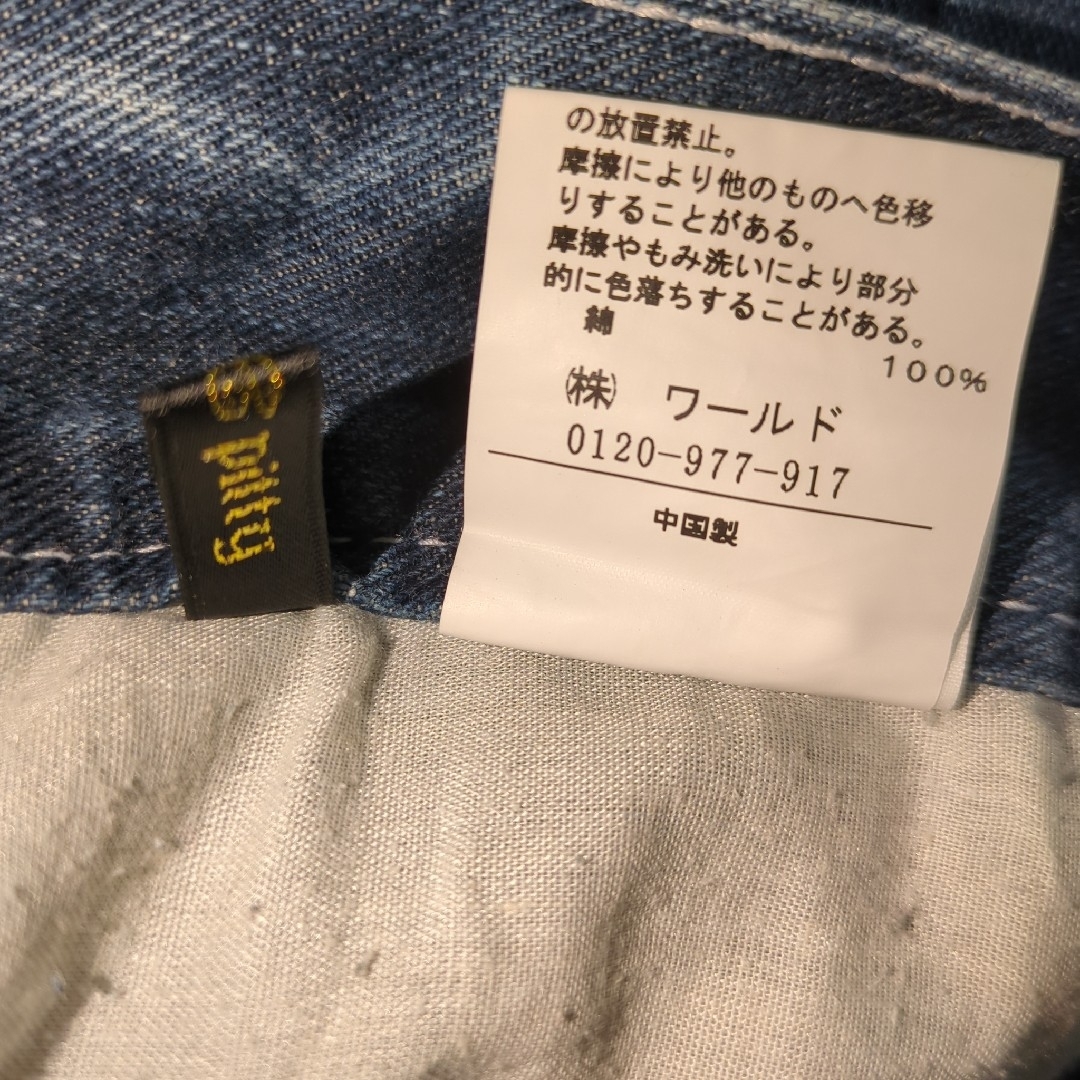 の放置禁止。
摩擦により他のものへ色移
りすることがある。
摩擦やもみ洗いにより部分
的に色落ちすることがある。
綿
100%
㈱ ワールド
0120-977-917
中国製
pitty